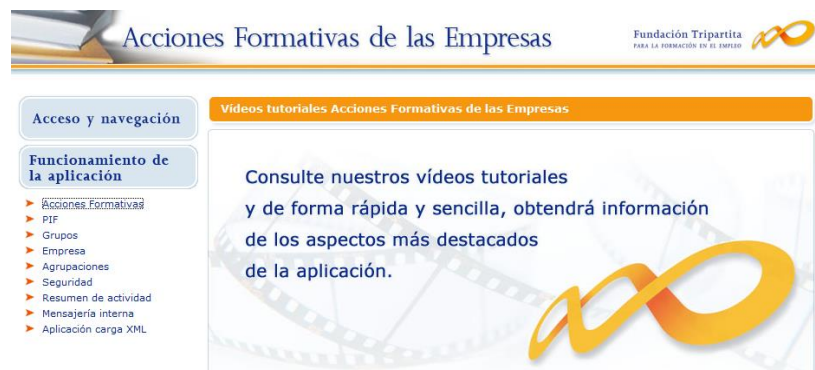 Acciones Formativas de las Empresas
Fundación Tripartita
PARA LA FORMACIÓN EN EL EMPLEO
Acceso y navegación
Funcionamiento de
la aplicación
Acciones Formativas
PIF
Grupos
Empresa
Agrupaciones
Seguridad
Resumen de actividad
Mensajería interna
Aplicación carga XML
Vídeos tutoriales Acciones Formativas de las Empresas
Consulte nuestros vídeos tutoriales
y de forma rápida y sencilla, obtendrá información
de los aspectos más destacados
de la aplicación.